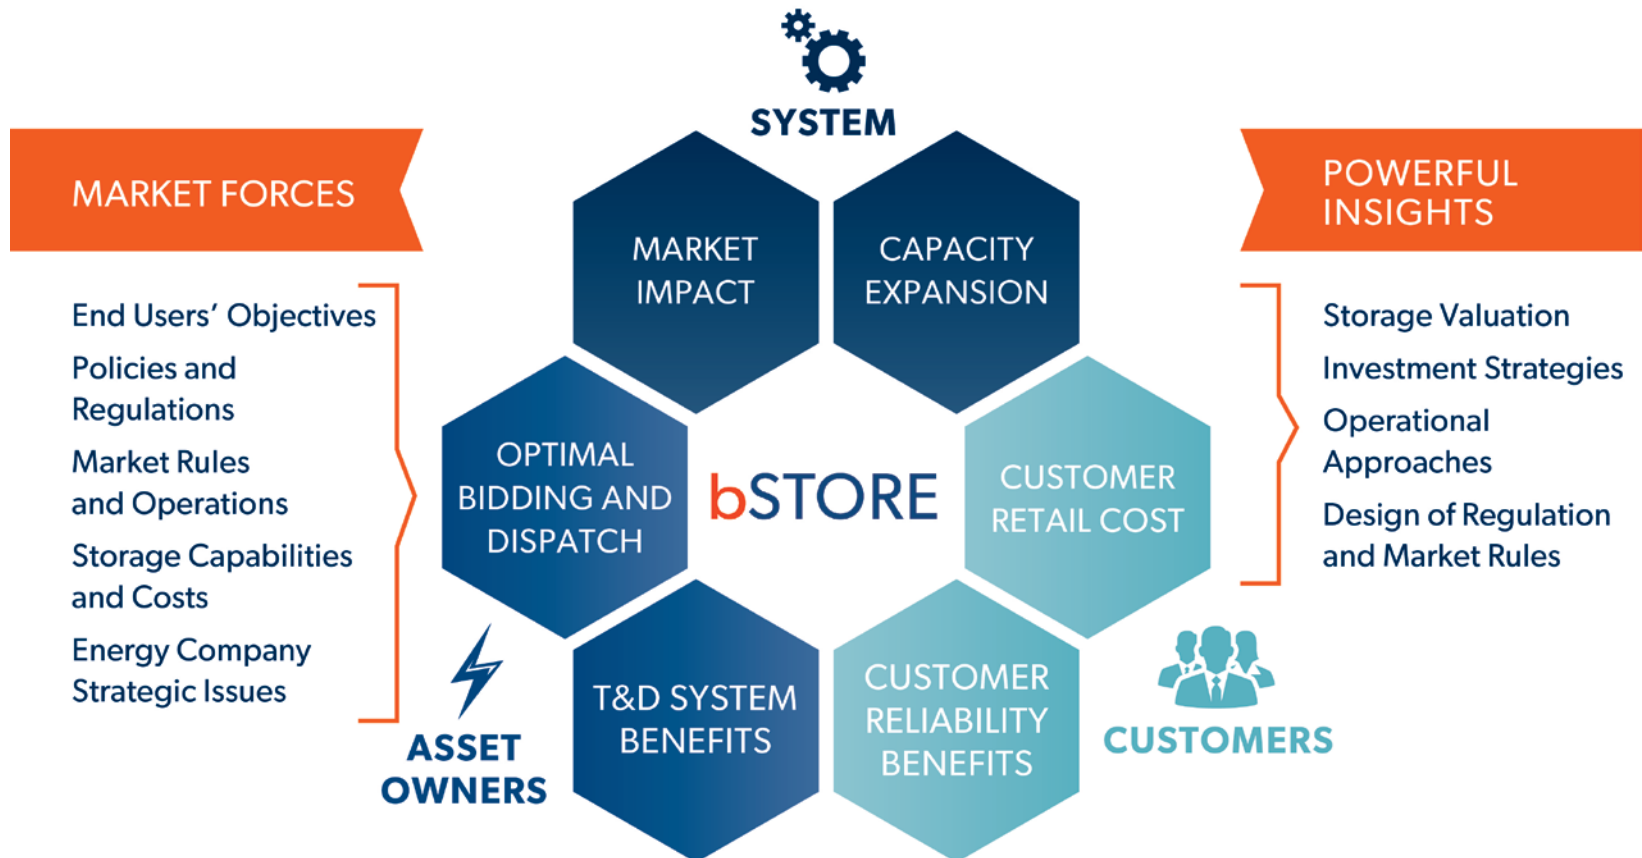 SYSTEM
MARKET FORCES
End Users’ Objectives
Policies and
Regulations
Market Rules
and Operations
Storage Capabilities
and Costs
Energy Company
Strategic Issues
MARKET
IMPACT
CAPACITY
EXPANSION
OPTIMAL
BIDDING AND
DISPATCH
bSTORE
CUSTOMER
RETAIL COST
T&D SYSTEM
BENEFITS
CUSTOMER
RELIABILITY
BENEFITS
ASSET
OWNERS
CUSTOMERS
POWERFUL
INSIGHTS
Storage Valuation
Investment Strategies
Operational
Approaches
Design of Regulation
and Market Rules